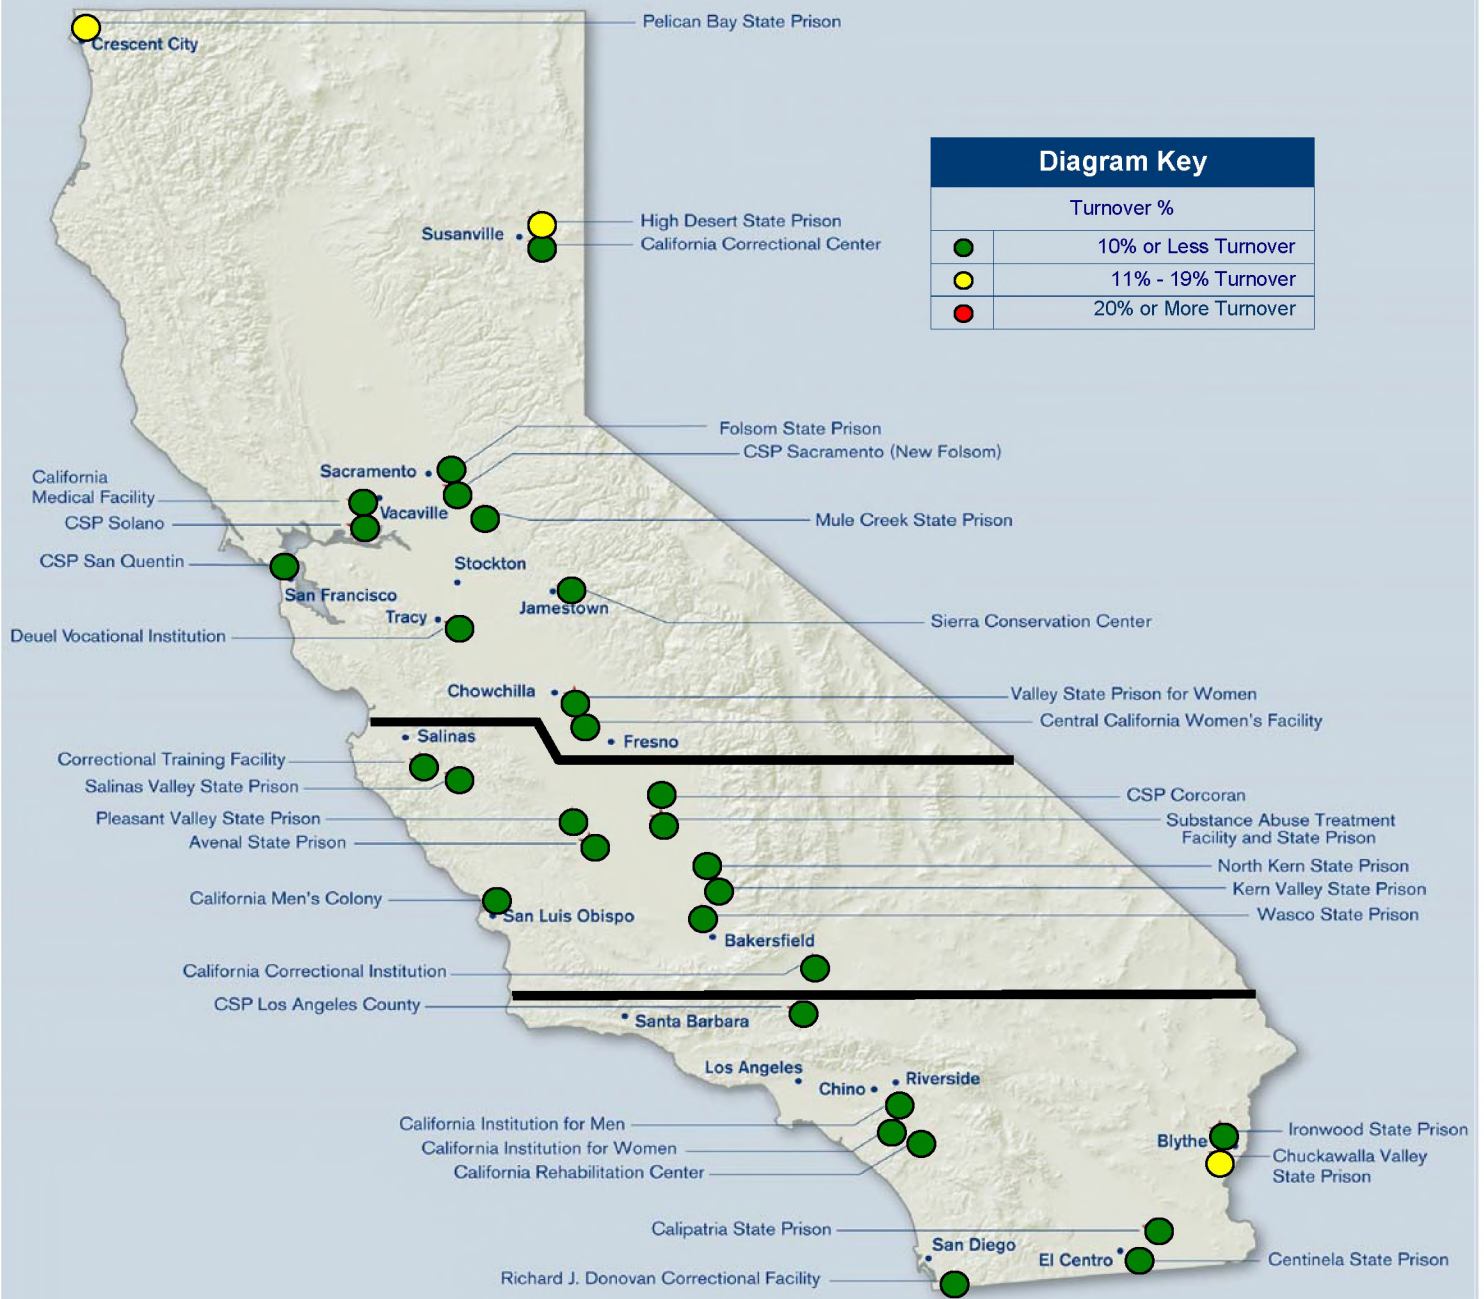 Pelican Bay State Prison
Crescent City
Diagram Key
Turnover %
10% or Less Turnover
11% - 19% Turnover
20% or More Turnover
High Desert State Prison
Susanville
California Correctional Center
Folsom State Prison
CSP Sacramento (New Folsom)
Sacramento
California
Medical Facility
Vacaville
CSP Solano
Mule Creek State Prison
CSP San Quentin
Stockton
San Francisco
Jamestown
Tracy
Sierra Conservation Center
Deuel Vocational Institution
Chowchilla
Valley State Prison for Women
Central California Women's Facility
Salinas
Fresno
Correctional Training Facility
Salinas Valley State Prison
CSP Corcoran
Pleasant Valley State Prison
Substance Abuse Treatment
Facility and State Prison
Avenal State Prison
North Kern State Prison
Kern Valley State Prison
California Men's Colony
San Luis Obispo
Wasco State Prison
Bakersfield
California Correctional Institution
CSP Los Angeles County
Santa Barbara
Los Angeles
Chino
Riverside
California Institution for Men
California Institution for Women
California Rehabilitation Center
Ironwood State Prison
Blythe
Chuckawalla Valley
State Prison
Calipatria State Prison
San Diego
El Centro
Centinela State Prison
Richard J. Donovan Correctional Facility